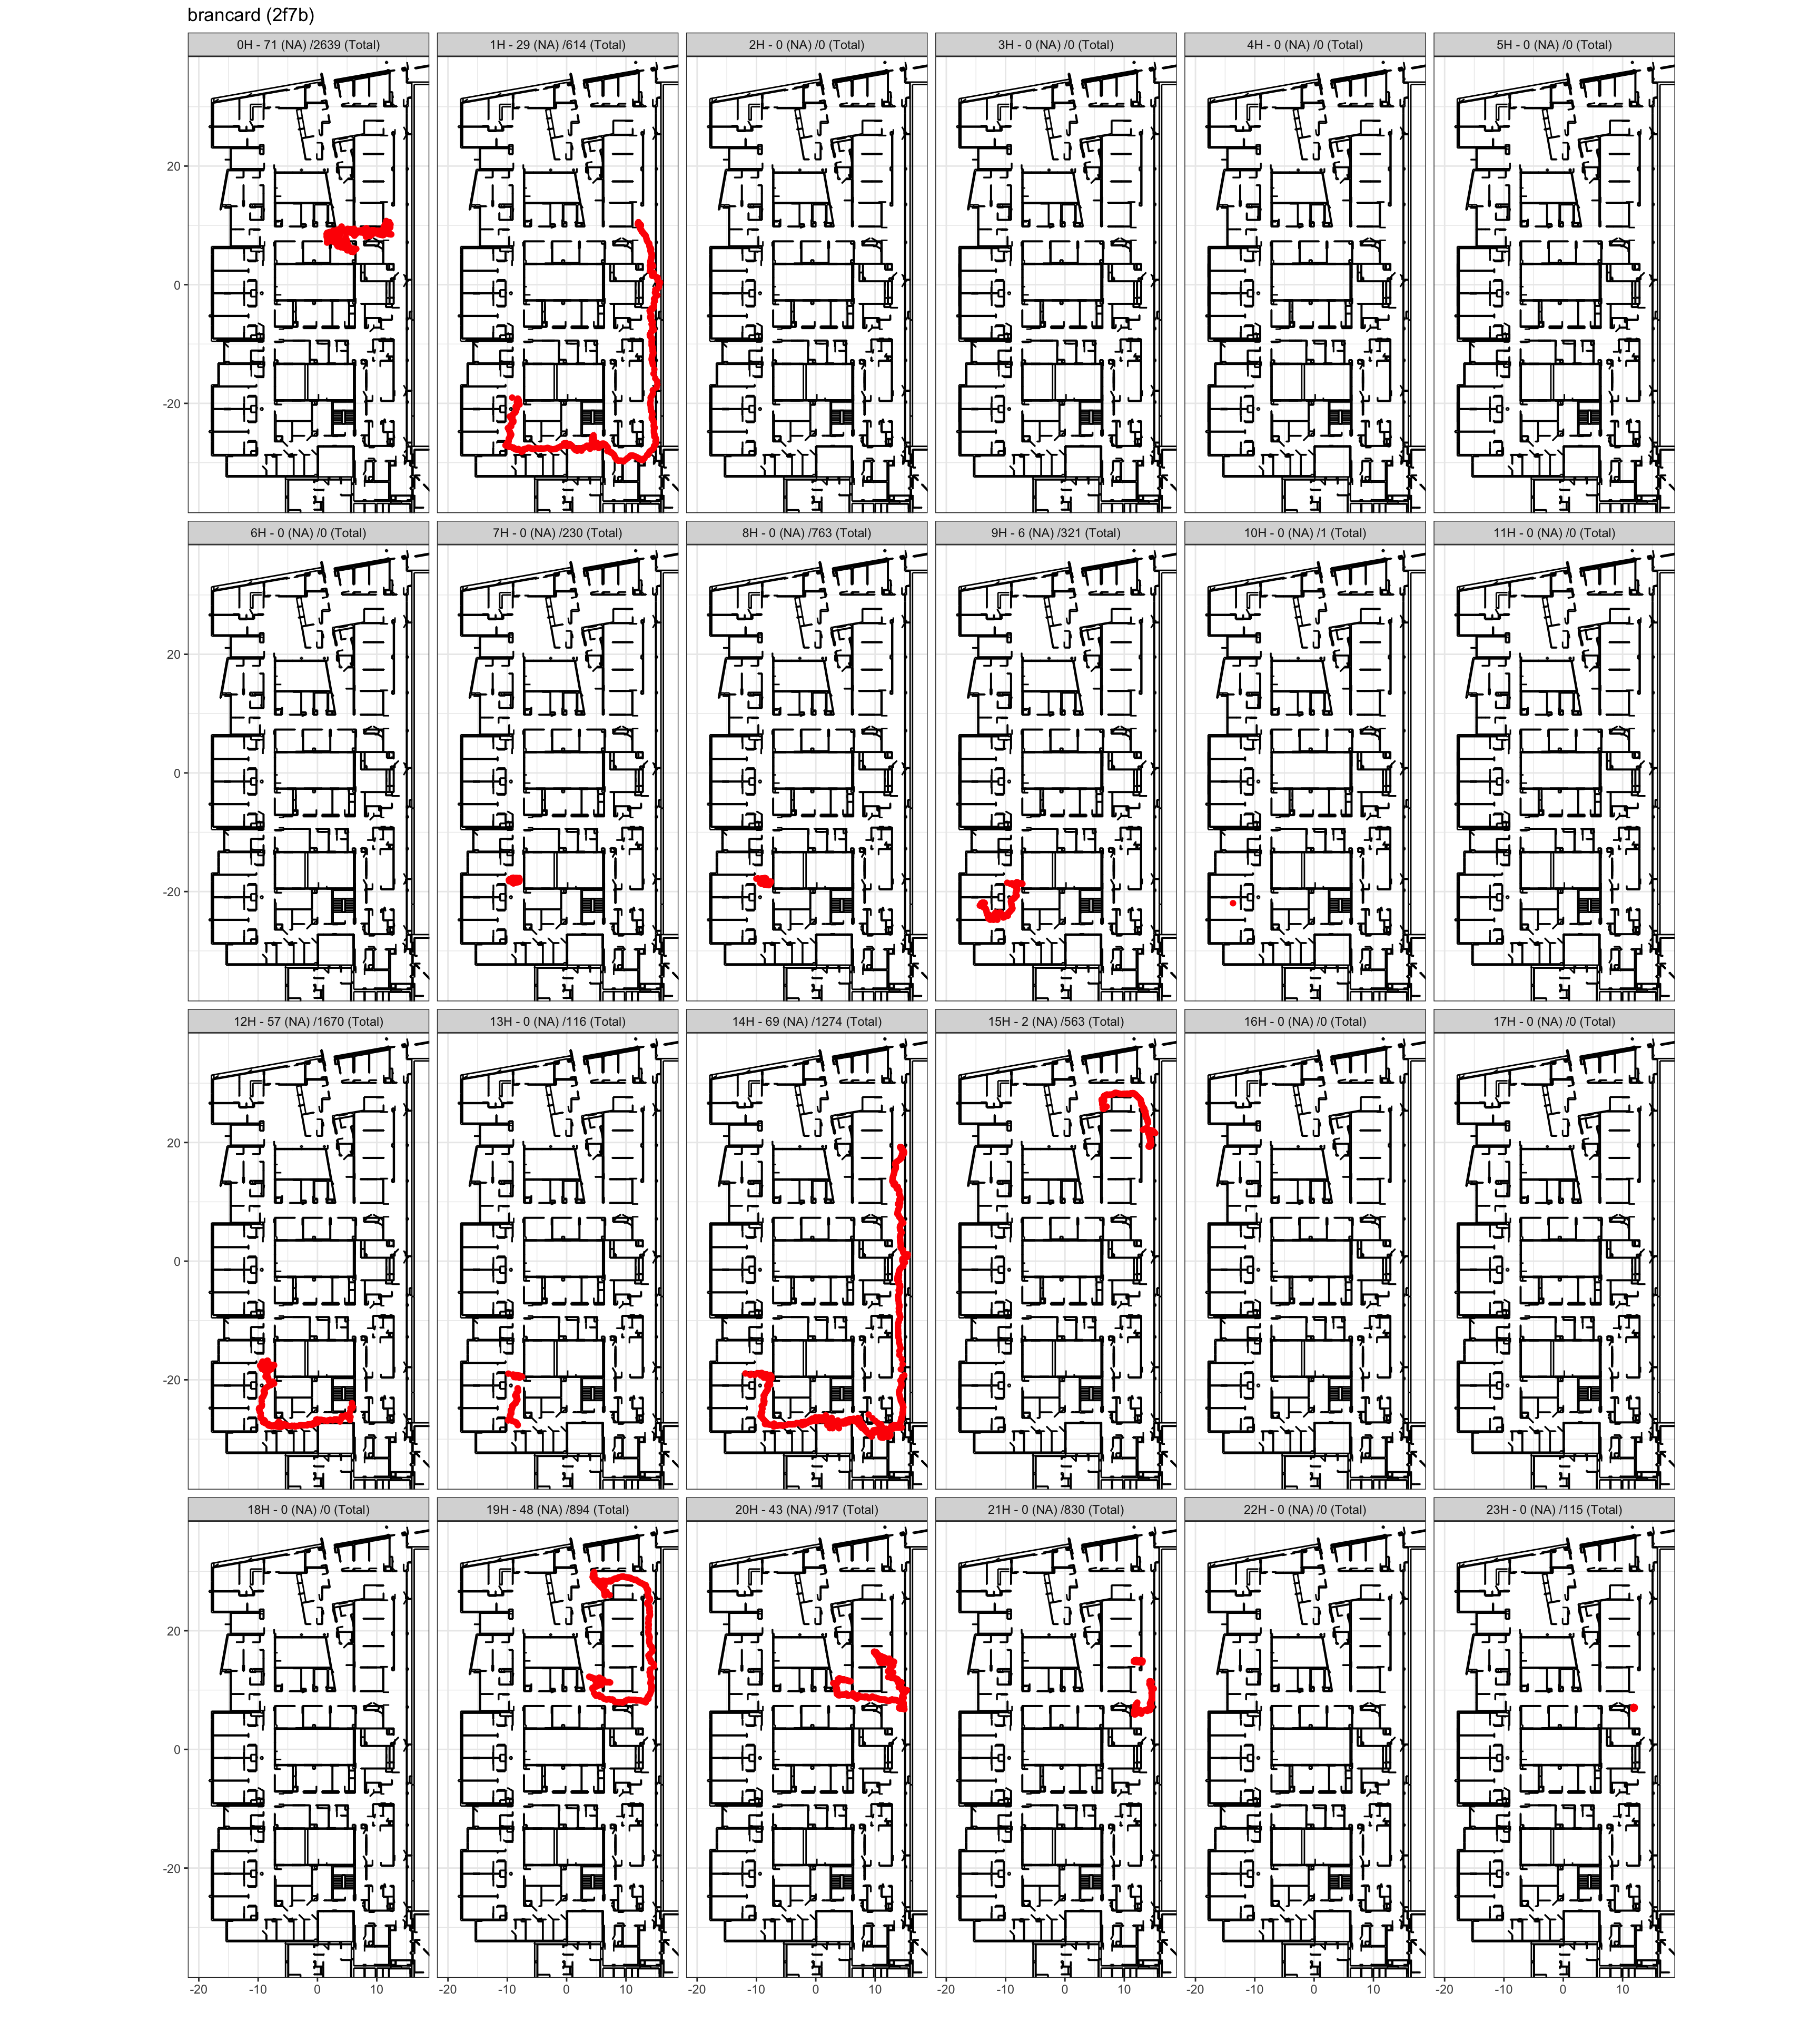 brancard (2f7b)
0H - 71 (NA) /2639 (Total) 1H - 29 (NA) /614 (Total) 2H - 0 (NA) /0 (Total) 3H - 0 (NA) /0 (Total) 4H - 0 (NA) /0 (Total) 5H - 0 (NA) /0 (Total)
20
0
-20
6H - 0 (NA) /0 (Total) 7H - 0 (NA) /230 (Total) 8H - 0 (NA) /763 (Total) 9H - 6 (NA) /321 (Total) 10H - 0 (NA) /1 (Total) 11H - 0 (NA) /0 (Total)
20
0
-20
12H - 57 (NA) /1670 (Total) 13H - 0 (NA) /116 (Total) 14H - 69 (NA) /1274 (Total) 15H - 2 (NA) /563 (Total) 16H - 0 (NA) /0 (Total) 17H - 0 (NA) /0 (Total)
20
0
-20
18H - 0 (NA) /0 (Total) 19H - 48 (NA) /894 (Total) 20H - 43 (NA) /917 (Total) 21H - 0 (NA) /830 (Total) 22H - 0 (NA) /0 (Total) 23H - 0 (NA) /115 (Total)
20
0
-20
-20 -10 0 10 -20 -10 0 10 -20 -10 0 10 -20 -10 0 10 -20 -10 0 10 -20 -10 0 10